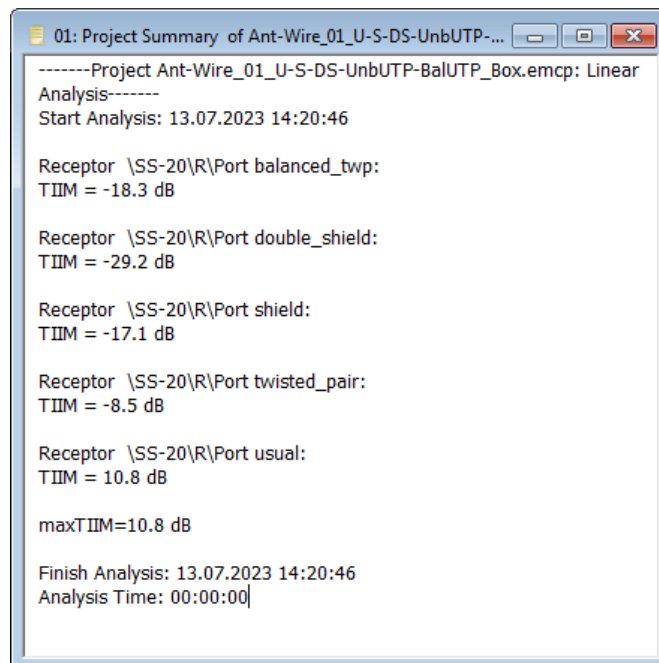 01: Project Summary of Ant-Wire_01_U-S-DS-UnbUTP-...
-------Project Ant-Wire_01_U-S-DS-UnbUTP-BalUTP_Box.emcp: Linear
Analysis-------
Start Analysis: 13.07.2023 14:20:46
Receptor \SS-20\R\Port balanced_twp:
TIIM = -18.3 dB
Receptor \SS-20\R\Port double_shield:
TIIM = -29.2 dB
Receptor \SS-20\R\Port shield:
TIIM = -17.1 dB
Receptor \SS-20\R\Port twisted_pair:
TIIM = -8.5 dB
Receptor \SS-20\R\Port usual:
TIIM = 10.8 dB
maxTIIM=10.8 dB
Finish Analysis: 13.07.2023 14:20:46
Analysis Time: 00:00:00